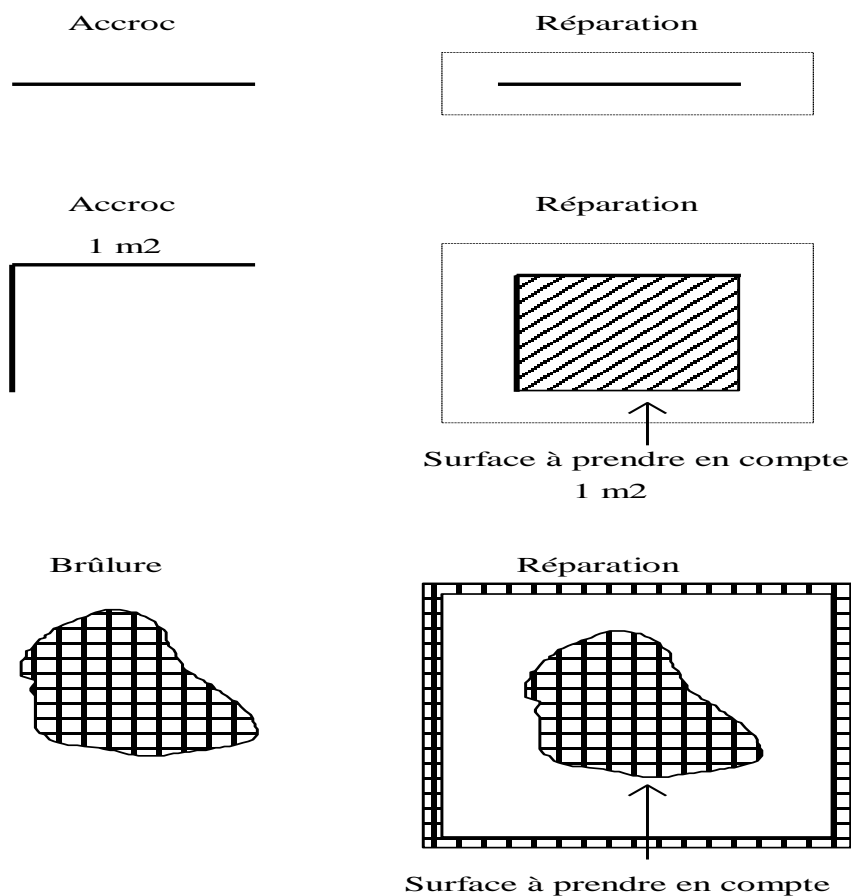 Accroc
Réparation
Accroc
Réparation
1 m2
Surface à prendre en compte
1 m2
Brûlure
Réparation
Surface à prendre en compte